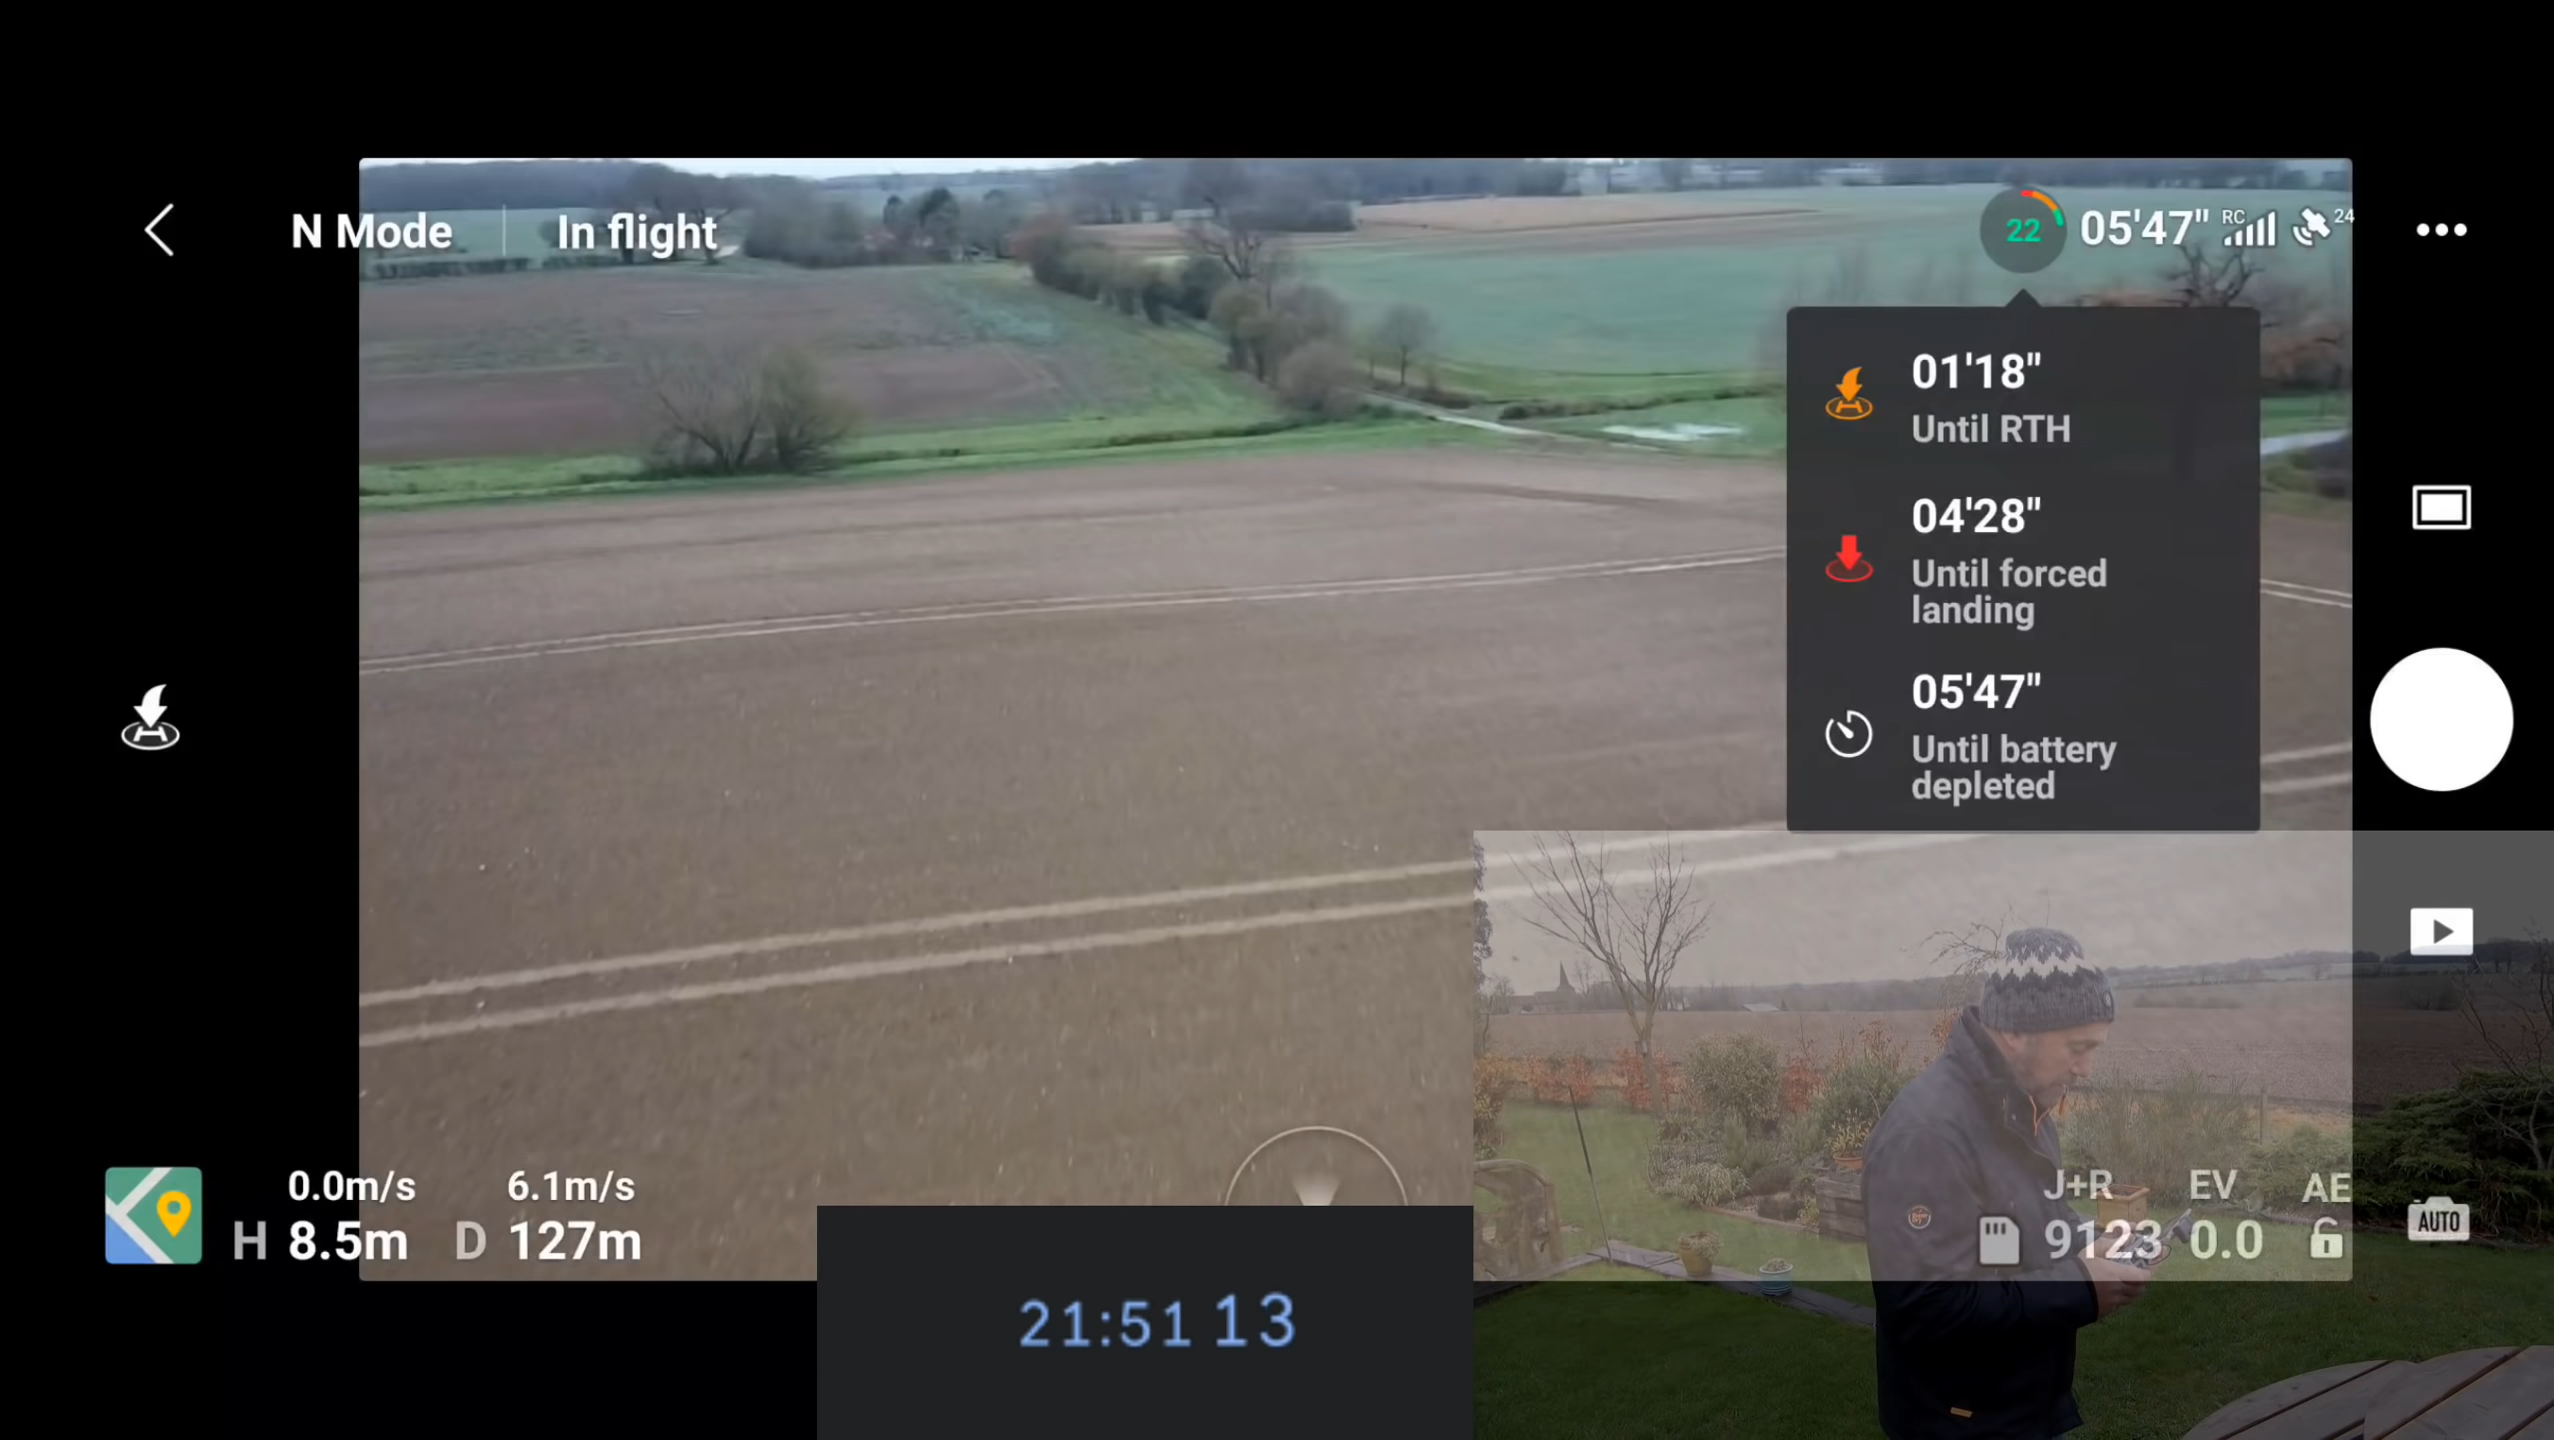 N Mode
In flight
22
05'47"
RC
24
01'18"
Until RTH
04'28"
Until forced
landing
05'47"
Until battery
depleted
0.0m/s
6.1m/s
H 8.5m
D 127m
J+R
9123
EV
0.0
AE
AUTO
21:51 13